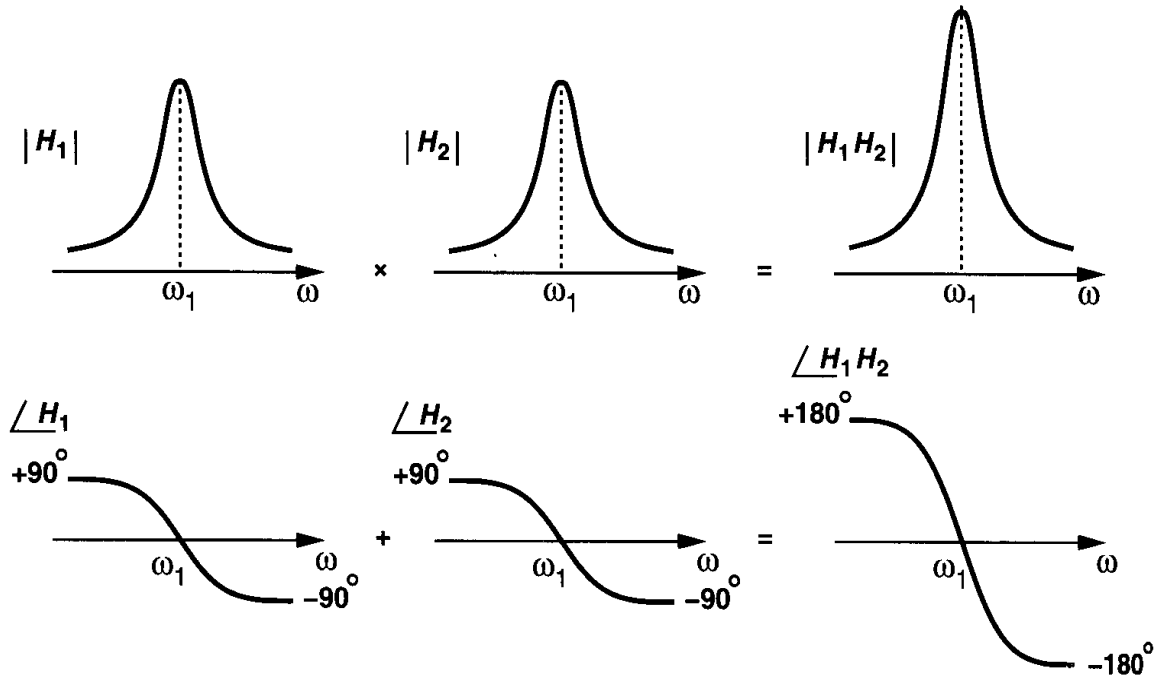 |H₁|
|H₂|
|H₁H₂|
ω₁ ω × ω₁ ω = ω₁ ω
∠H₁
∠H₂
∠H₁H₂
+90°
+90°
+180°
ω₁ ω + ω₁ ω = ω₁ ω
−90°
−90°
−180°